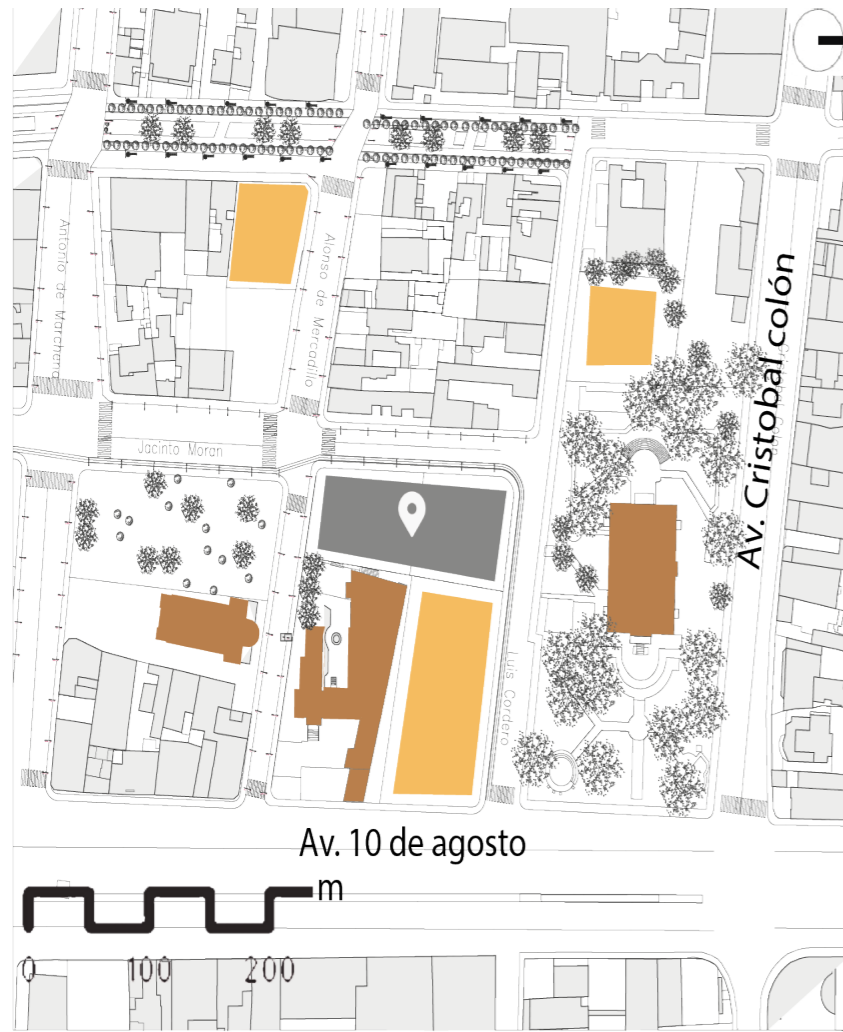 Antonio de Marchena
Alonso de Mercadillo
Av. Cristobal colón
Jacinto Moran
Luis Cordero
Av. 10 de agosto
m
0 100 200